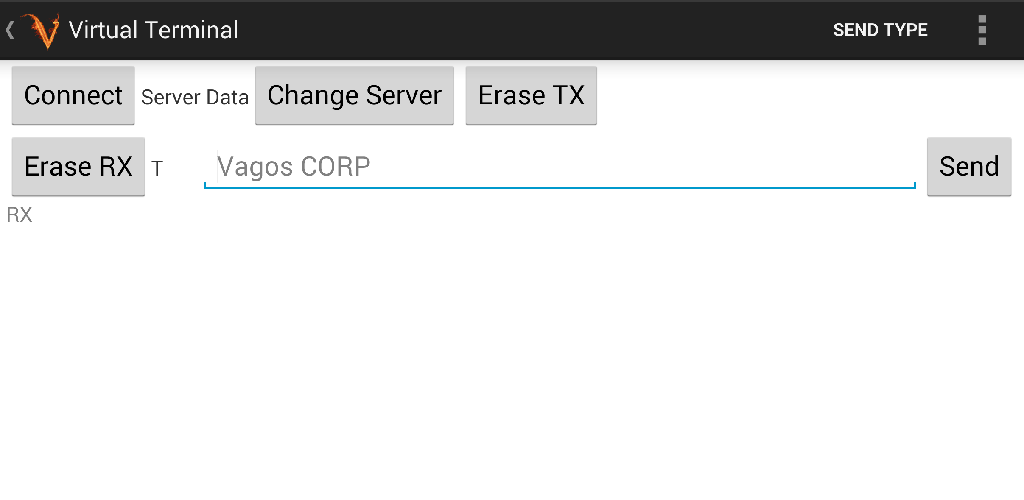 Virtual Terminal SEND TYPE
Connect Server Data Change Server Erase TX
Erase RX T Vagos CORP Send
RX